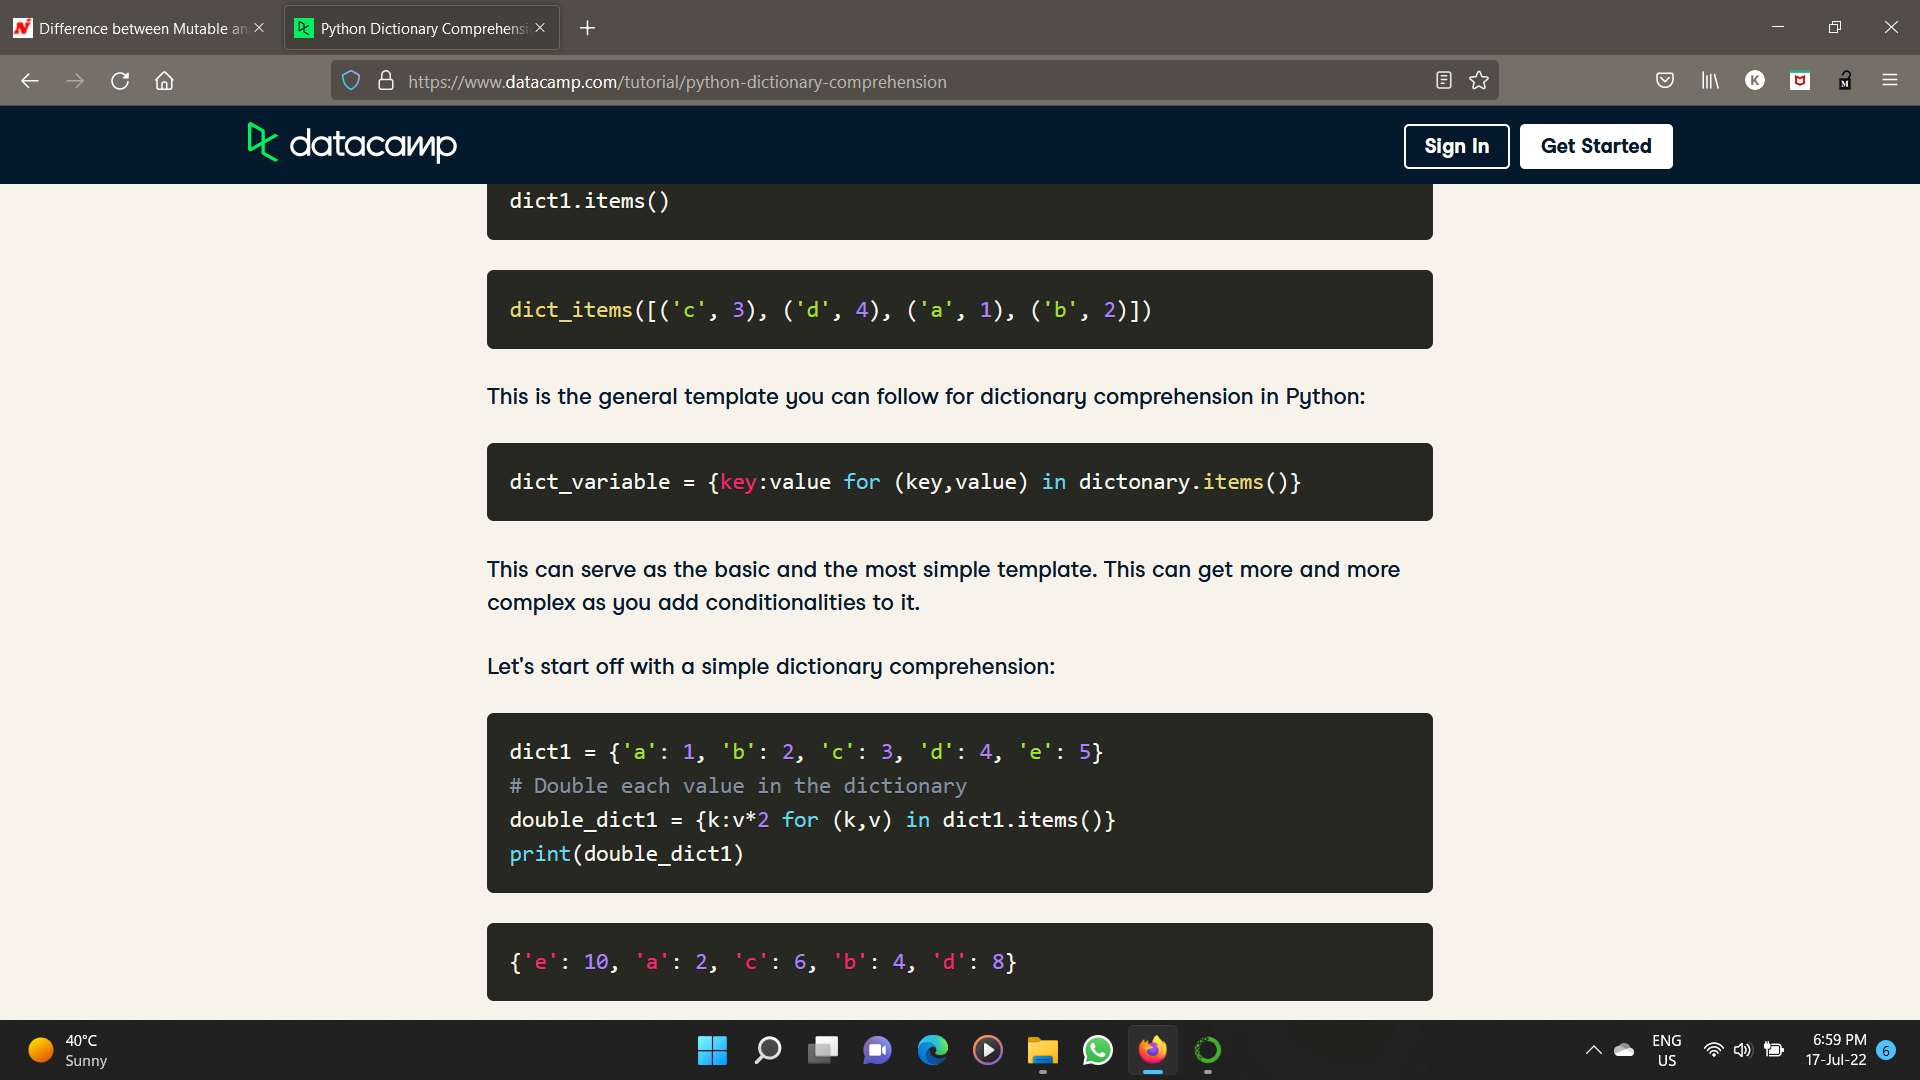 Difference between Mutable an
Python Dictionary Comprehensi
https://www.datacamp.com/tutorial/python-dictionary-comprehension
K
M
datacamp
Sign In
Get Started
dict1.items()
dict_items([('c', 3), ('d', 4), ('a', 1), ('b', 2)])
This is the general template you can follow for dictionary comprehension in Python:
dict_variable = {key:value for (key,value) in dictonary.items()}
This can serve as the basic and the most simple template. This can get more and more
complex as you add conditionalities to it.
Let's start off with a simple dictionary comprehension:
dict1 = {'a': 1, 'b': 2, 'c': 3, 'd': 4, 'e': 5}
# Double each value in the dictionary
double_dict1 = {k:v*2 for (k,v) in dict1.items()}
print(double_dict1)
{'e': 10, 'a': 2, 'c': 6, 'b': 4, 'd': 8}
40°C
Sunny
ENG
US
6:59 PM
17-Jul-22
6